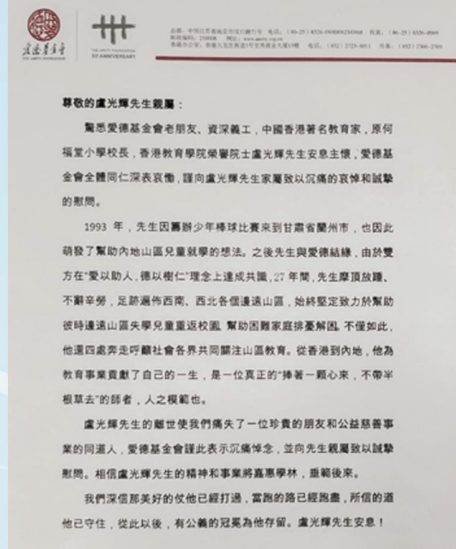 愛德基金會
THE AMITY FOUNDATION
35th ANNIVERSARY
尊敬的盧光輝先生親屬：
驚悉愛德基金會老朋友、資深義工，中國香港著名教育家，原何
福堂小學校長，香港教育學院榮譽院士盧光輝先生安息主懷，愛德基
金會全體同仁深表哀慟，謹向盧光輝先生家屬致以沉痛的哀悼和誠摯
的慰問。
1993 年，先生因籌辦少年棒球比賽來到甘肅省蘭州市，也因此
萌發了幫助內地山區兒童就學的想法。之後先生與愛德結緣，由於雙
方在“愛以助人，德以樹仁”理念上達成共識，27 年間，先生摩頂放踵、
不辭辛勞，足跡遍佈西南、西北各個邊遠山區，始終堅定致力於幫助
彼時邊遠山區失學兒童重返校園，幫助困難家庭排憂解困。不僅如此，
他還四處奔走呼籲社會各界共同關注山區教育。從香港到內地，他為
教育事業貢獻了自己的一生，是一位真正的“捧著一顆心來，不帶半
根草去”的師者，人之模範也。
盧光輝先生的離世使我們痛失了一位珍貴的朋友和公益慈善事
業的同道人，愛德基金會謹此表示沉痛悼念，並向先生親屬致以誠摯
慰問。相信盧光輝先生的精神和事業將嘉惠學林，垂範後來。
我們深信那美好的仗他已經打過，當跑的路已經跑盡，所信的道
他已守住，從此以後，有公義的冠冕為他存留。盧光輝先生安息！